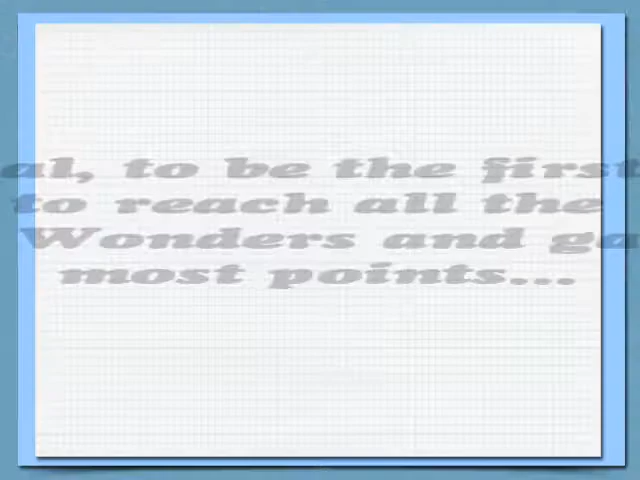 al, to be the first
to reach all the
Wonders and ga
most points...